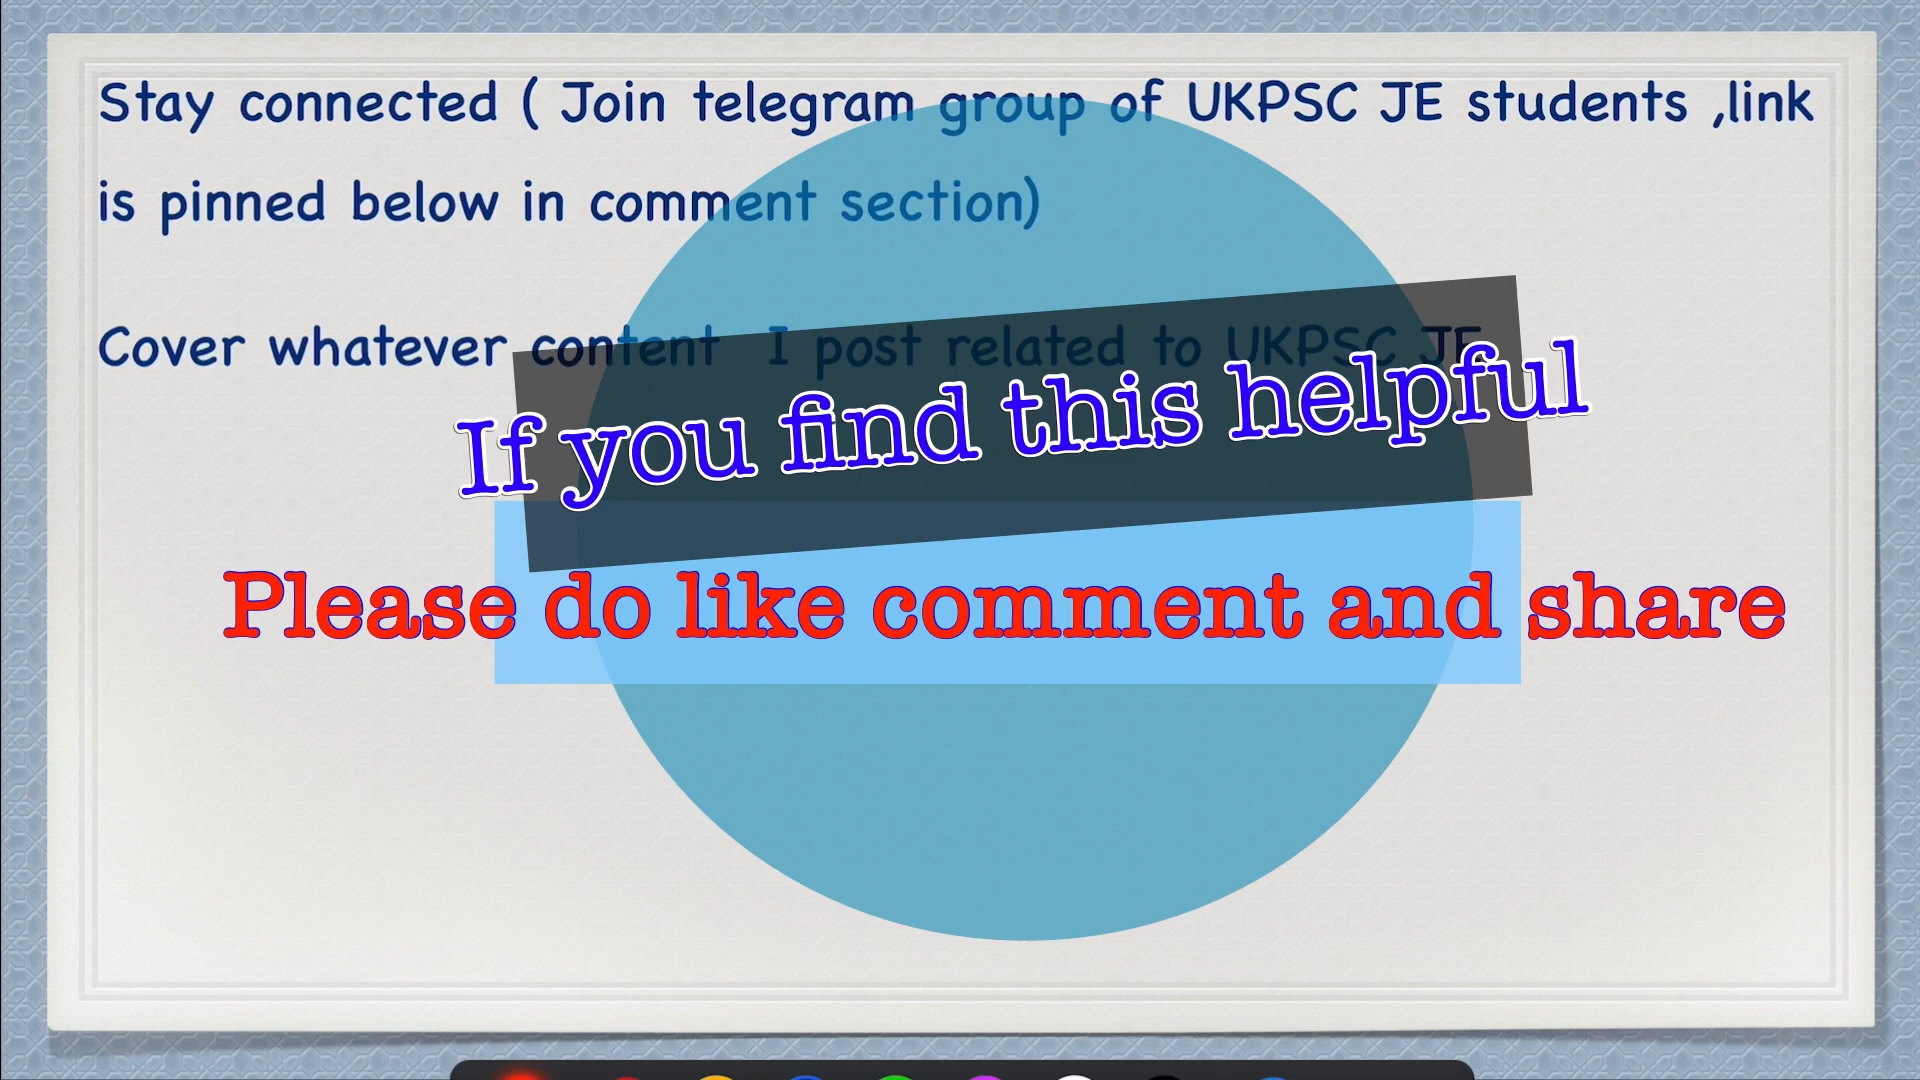 Stay connected ( Join telegram group of UKPSC JE students ,link
is pinned below in comment section)
Cover whatever content I post related to UKPSC JE
If you find this helpful
Please do like comment and share